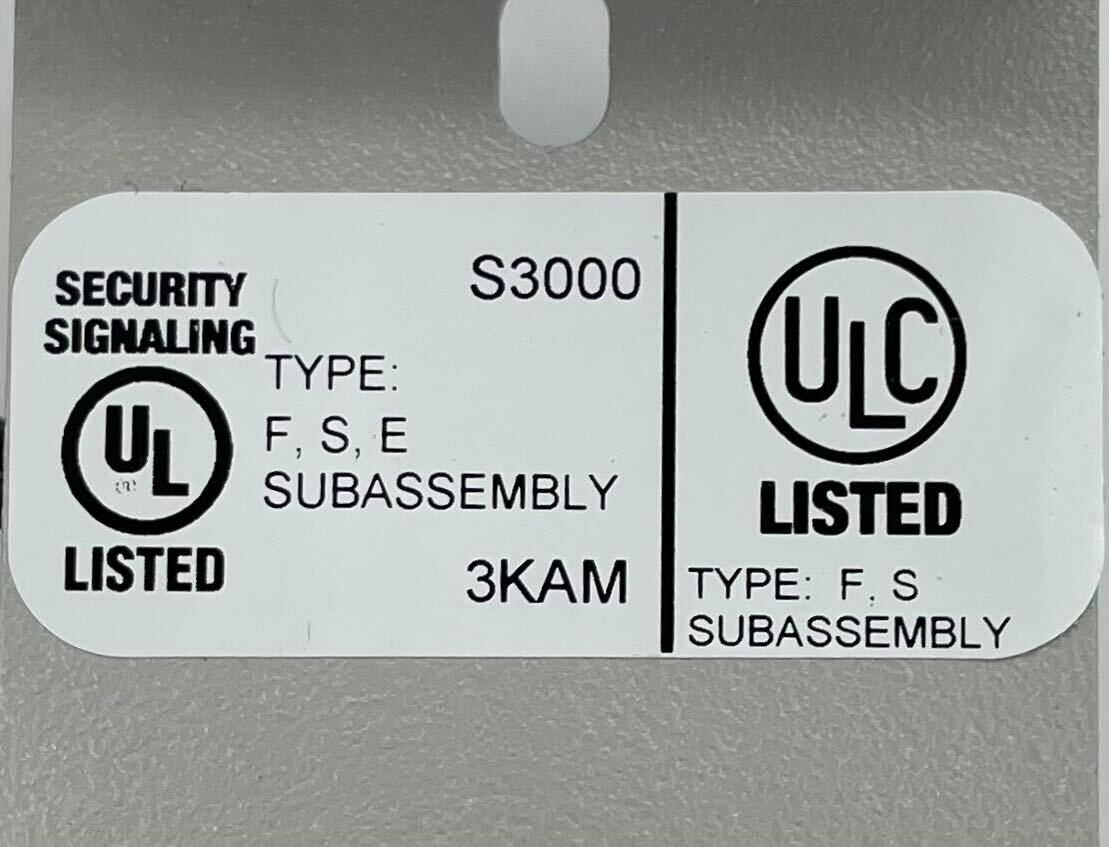 SECURITY
SIGNALING
UL
LISTED
S3000
TYPE:
F, S, E
SUBASSEMBLY
3KAM
ULC
LISTED
TYPE: F, S
SUBASSEMBLY